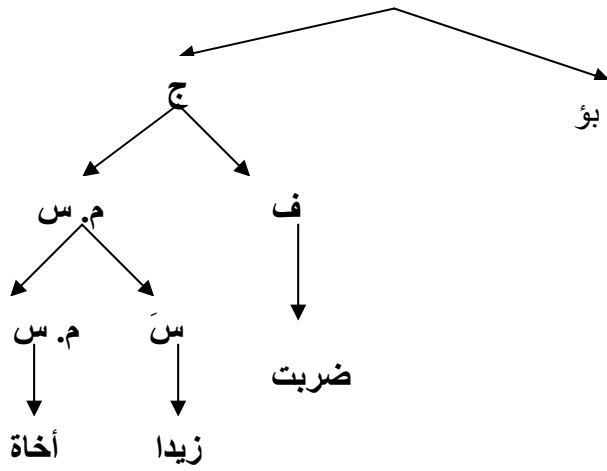 ج
بؤ
م. س ف
م. س سَ
ضربت
زيدا أخاة